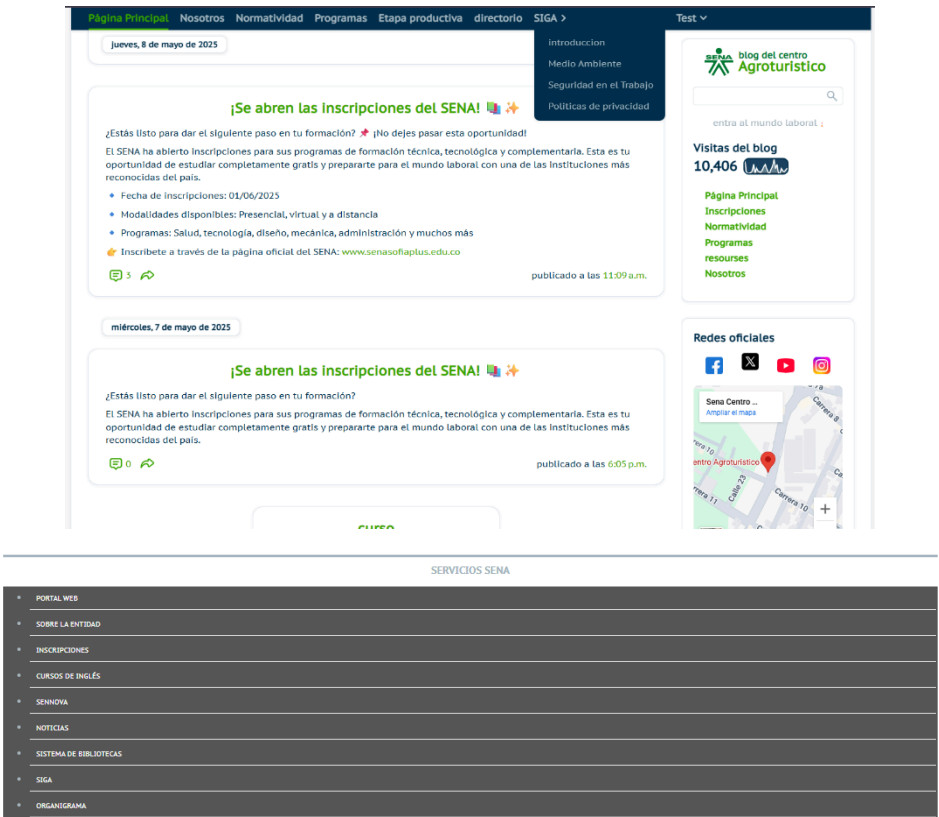 Página Principal Nosotros Normatividad Programas Etapa productiva directorio SIGA > Test
introduccion
Medio Ambiente
Seguridad en el Trabajo
Politicas de privacidad
jueves, 8 de mayo de 2025
¡Se abren las inscripciones del SENA! 📚 ✨
¿Estás listo para dar el siguiente paso en tu formación? 📌 ¡No dejes pasar esta oportunidad!
El SENA ha abierto inscripciones para sus programas de formación técnica, tecnológica y complementaria. Esta es tu
oportunidad de estudiar completamente gratis y prepararte para el mundo laboral con una de las instituciones más
reconocidas del país.
🔹 Fecha de inscripciones: 01/06/2025
🔹 Modalidades disponibles: Presencial, virtual y a distancia
🔹 Programas: Salud, tecnología, diseño, mecánica, administración y muchos más
👉 Inscríbete a través de la página oficial del SENA: www.senasofiaplus.edu.co
3
publicado a las 11:09 a.m.
miércoles, 7 de mayo de 2025
¡Se abren las inscripciones del SENA! 📚 ✨
¿Estás listo para dar el siguiente paso en tu formación?
El SENA ha abierto inscripciones para sus programas de formación técnica, tecnológica y complementaria. Esta es tu
oportunidad de estudiar completamente gratis y prepararte para el mundo laboral con una de las instituciones más
reconocidas del país.
0
publicado a las 6:05 p.m.
curso
SENA
blog del centro
Agroturistico
entra al mundo laboral ↓
Visitas del blog
10,406
Página Principal
Inscripciones
Normatividad
Programas
resourses
Nosotros
Redes oficiales
Sena Centro ...
Ampliar el mapa
Carrera 8
rera 10
entro Agroturistico
Calle 23
Carrera 10
rrera 11
Ca
+
SERVICIOS SENA
PORTAL WEB
SOBRE LA ENTIDAD
INSCRIPCIONES
CURSOS DE INGLÉS
SENNOVA
NOTICIAS
SISTEMA DE BIBLIOTECAS
SIGA
ORGANIGRAMA